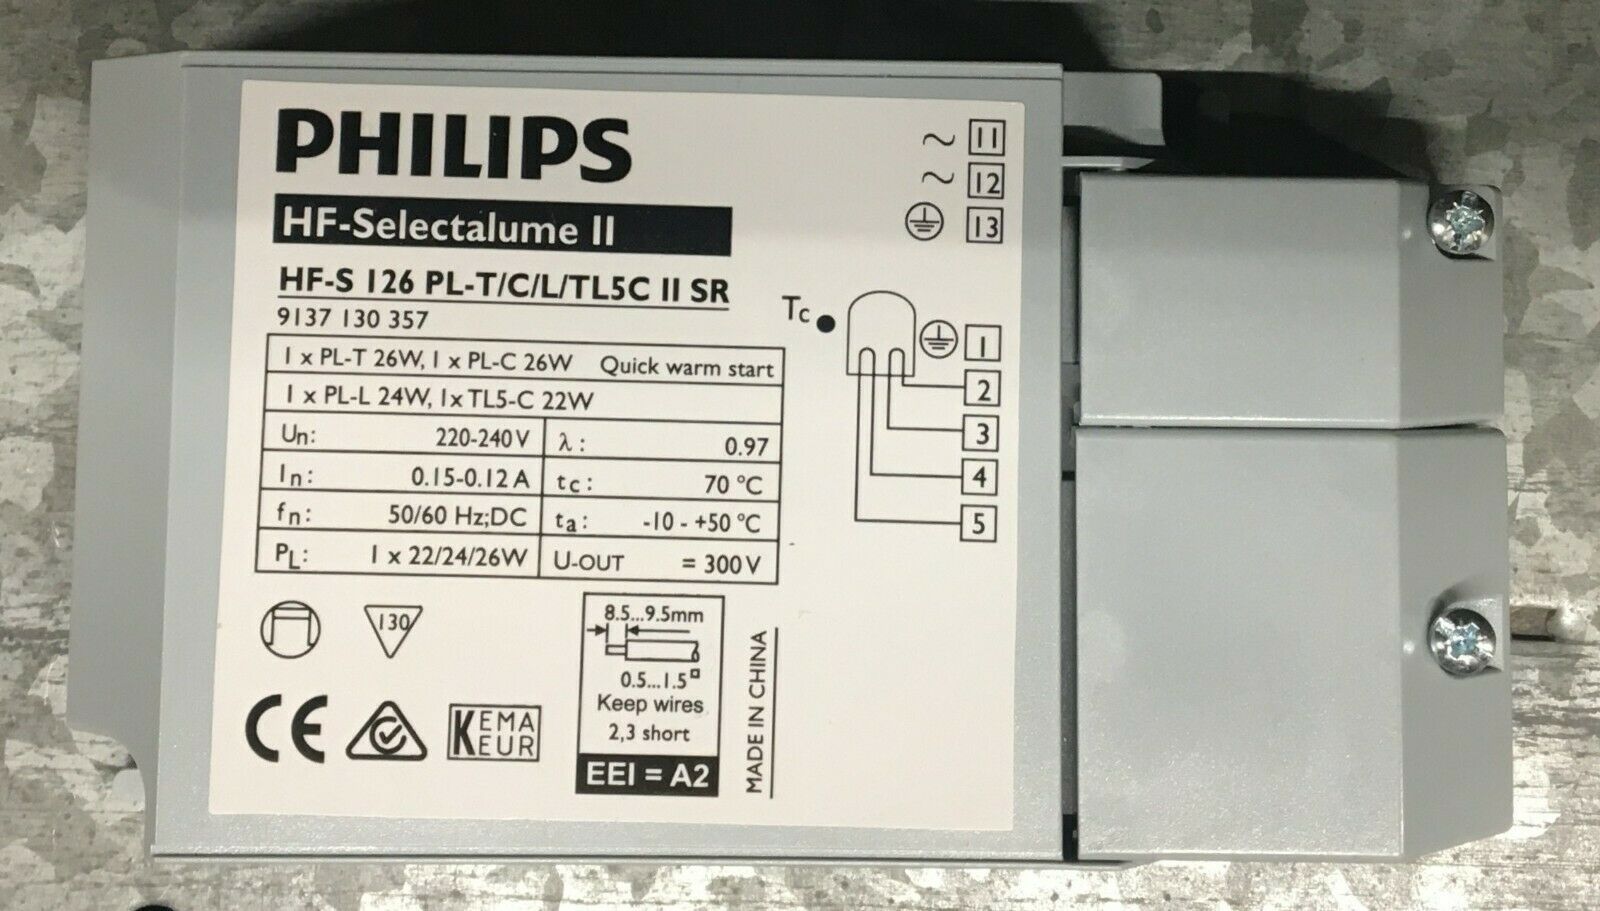 PHILIPS
HF-Selectalume II
HF-S 126 PL-T/C/L/TL5C II SR
9137 130 357
1 x PL-T 26W, 1 x PL-C 26W Quick warm start
1 x PL-L 24W, 1x TL5-C 22W
Un: 220-240V λ: 0.97
In: 0.15-0.12 A tc: 70 °C
fn: 50/60 Hz;DC ta: -10 - +50 °C
PL: 1 x 22/24/26W U-OUT = 300V
130
CE
KEMA
EUR
8.5...9.5mm
0.5...1.5□
Keep wires
2,3 short
EEI = A2
MADE IN CHINA
~ 11
~ 12
13
Tc
1
2
3
4
5